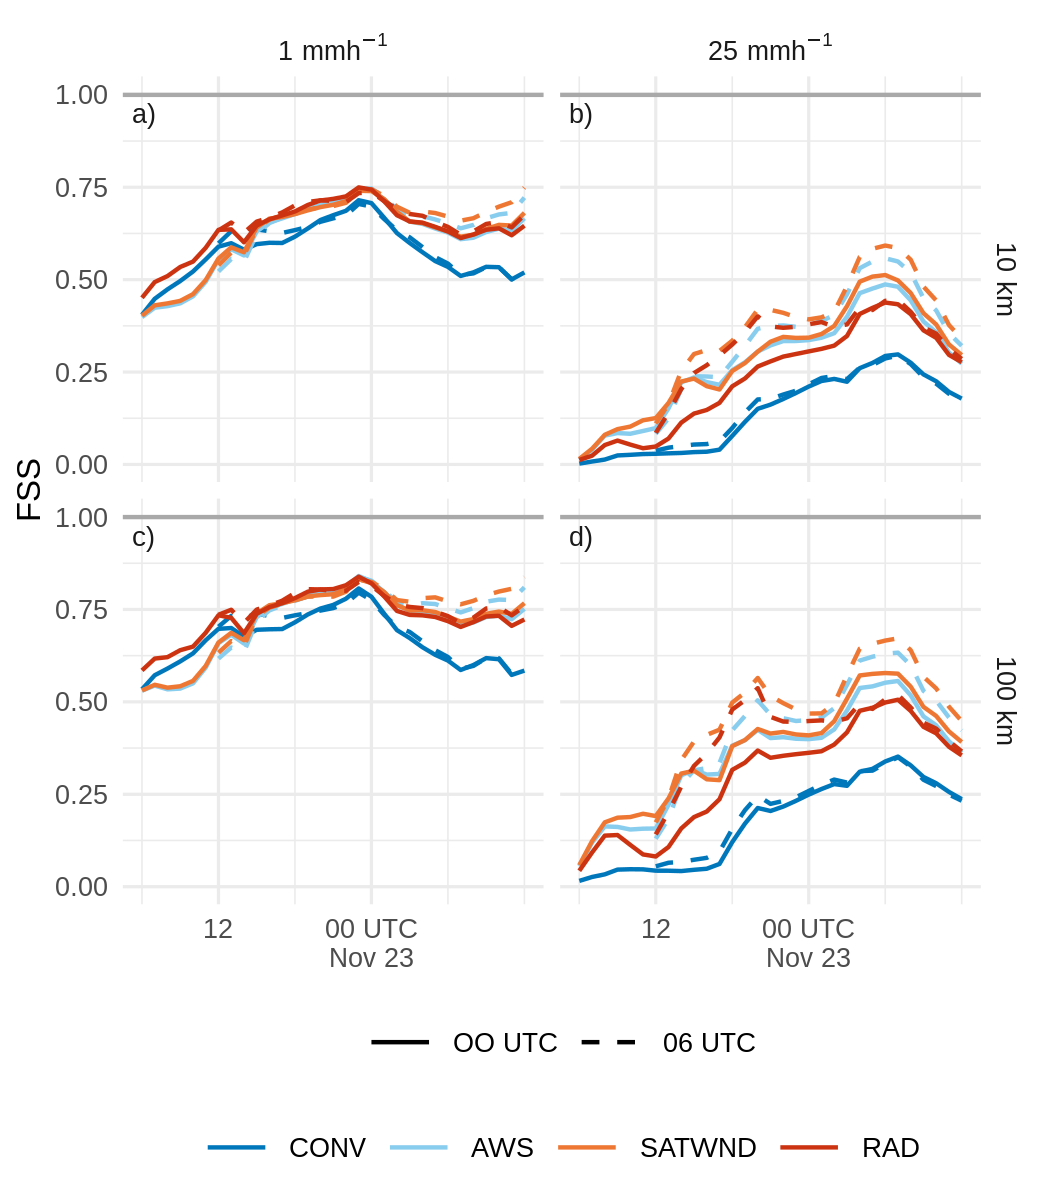 1 mmh⁻¹ 25 mmh⁻¹
a) b)
1.00
0.75
0.50
0.25
0.00
10 km
FSS
c) d)
1.00
0.75
0.50
0.25
0.00
100 km
12 00 UTC 12 00 UTC
Nov 23 Nov 23
OO UTC 06 UTC
CONV AWS SATWND RAD